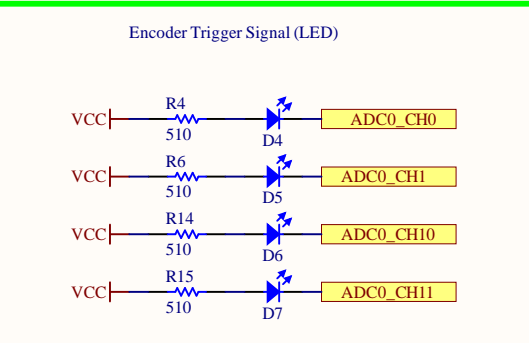 Encoder Trigger Signal (LED)
R4
VCC
510
D4
ADC0_CH0
R6
VCC
510
D5
ADC0_CH1
R14
VCC
510
D6
ADC0_CH10
R15
VCC
510
D7
ADC0_CH11